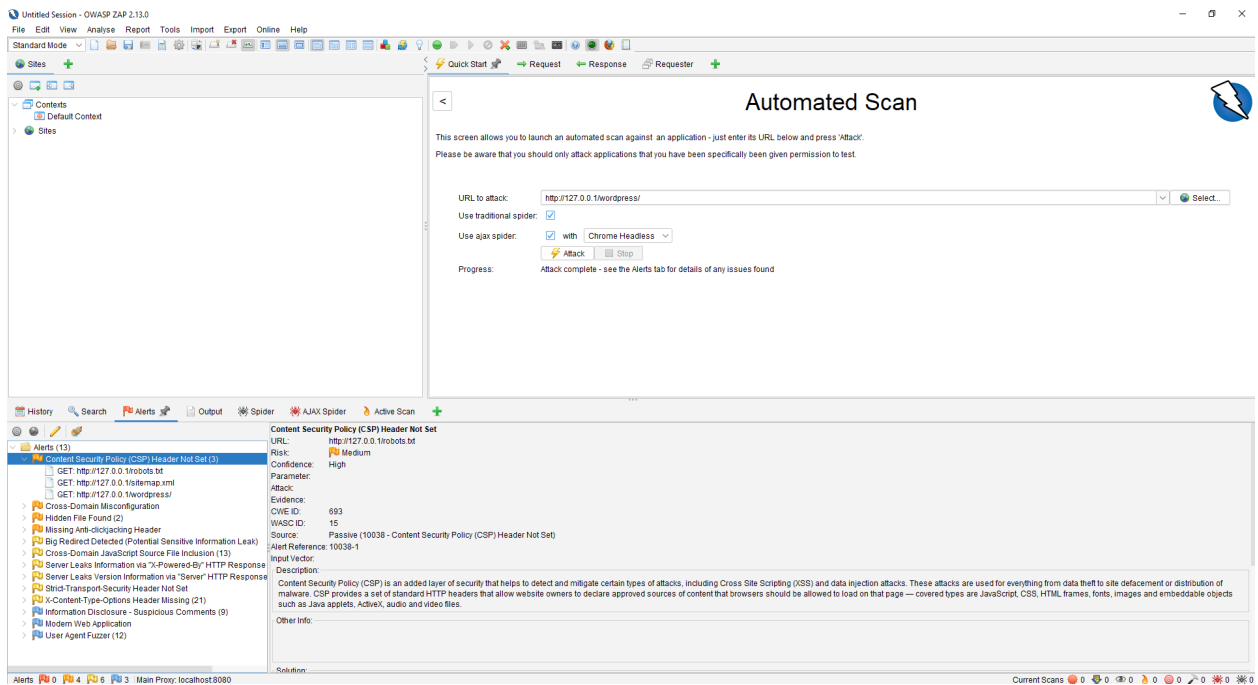 Untitled Session - OWASP ZAP 2.13.0
File Edit View Analyse Report Tools Import Export Online Help
Standard Mode
Sites
Quick Start
Request
Response
Requester
Contexts
Default Context
Sites
<
Automated Scan
This screen allows you to launch an automated scan against an application - just enter its URL below and press 'Attack'.
Please be aware that you should only attack applications that you have been specifically been given permission to test.
URL to attack: http://127.0.0.1/wordpress/ Select...
Use traditional spider:
Use ajax spider: with Chrome Headless
Attack Stop
Progress: Attack complete - see the Alerts tab for details of any issues found
History Search Alerts Output Spider AJAX Spider Active Scan
Alerts (13)
Content Security Policy (CSP) Header Not Set (3)
GET: http://127.0.0.1/robots.txt
GET: http://127.0.0.1/sitemap.xml
GET: http://127.0.0.1/wordpress/
Cross-Domain Misconfiguration
Hidden File Found (2)
Missing Anti-clickjacking Header
Big Redirect Detected (Potential Sensitive Information Leak)
Cross-Domain JavaScript Source File Inclusion (13)
Server Leaks Information via "X-Powered-By" HTTP Response
Server Leaks Version Information via "Server" HTTP Response
Strict-Transport-Security Header Not Set
X-Content-Type-Options Header Missing (21)
Information Disclosure - Suspicious Comments (9)
Modern Web Application
User Agent Fuzzer (12)
Content Security Policy (CSP) Header Not Set
URL: http://127.0.0.1/robots.txt
Risk: Medium
Confidence: High
Parameter:
Attack:
Evidence:
CWE ID: 693
WASC ID: 15
Source: Passive (10038 - Content Security Policy (CSP) Header Not Set)
Alert Reference: 10038-1
Input Vector:
Description:
Content Security Policy (CSP) is an added layer of security that helps to detect and mitigate certain types of attacks, including Cross Site Scripting (XSS) and data injection attacks. These attacks are used for everything from data theft to site defacement or distribution of
malware. CSP provides a set of standard HTTP headers that allow website owners to declare approved sources of content that browsers should be allowed to load on that page — covered types are JavaScript, CSS, HTML frames, fonts, images and embeddable objects
such as Java applets, ActiveX, audio and video files.
Other Info:
Solution:
Alerts 0 4 6 3 Main Proxy: localhost:8080
Current Scans 0 0 0 0 0 0 0 0